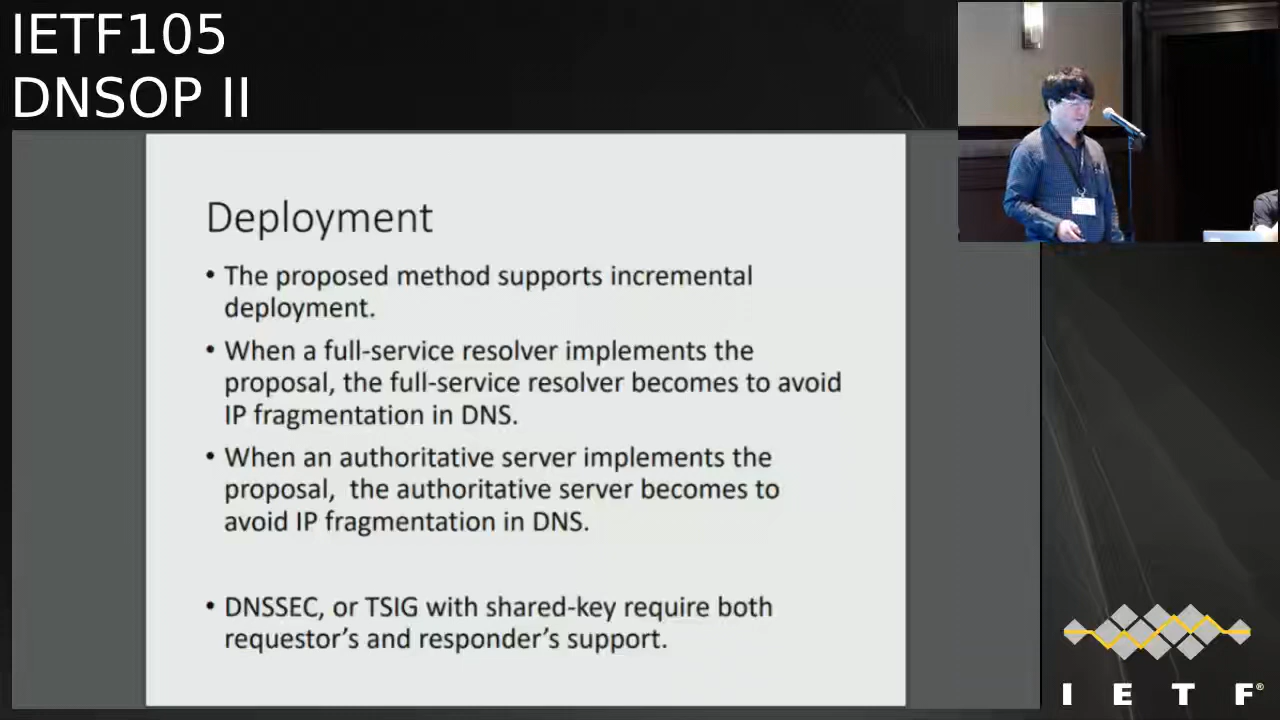 IETF105
DNSOP II
Deployment
• The proposed method supports incremental
deployment.
• When a full-service resolver implements the
proposal, the full-service resolver becomes to avoid
IP fragmentation in DNS.
• When an authoritative server implements the
proposal,  the authoritative server becomes to
avoid IP fragmentation in DNS.
• DNSSEC, or TSIG with shared-key require both
requestor's and responder's support.
I E T F®